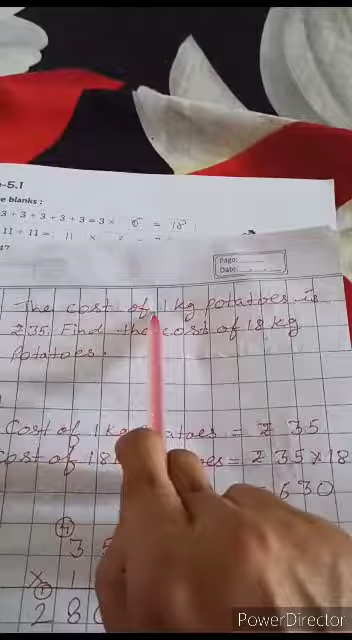 -5.1
e blanks :
3 + 3 + 3 + 3 + 3 = 3 × 6 = 18
11 + 11 = 11 ×
Page:
Date:
The cost of 1 kg potatoes is
₹ 35. Find the cost of 18 kg
Potatoes.
Cost of 1 kg = ₹ 35
cost of 18 = ₹ 35 × 18
= 630
4
3 5
× 1
1
2 8 0
PowerDirector